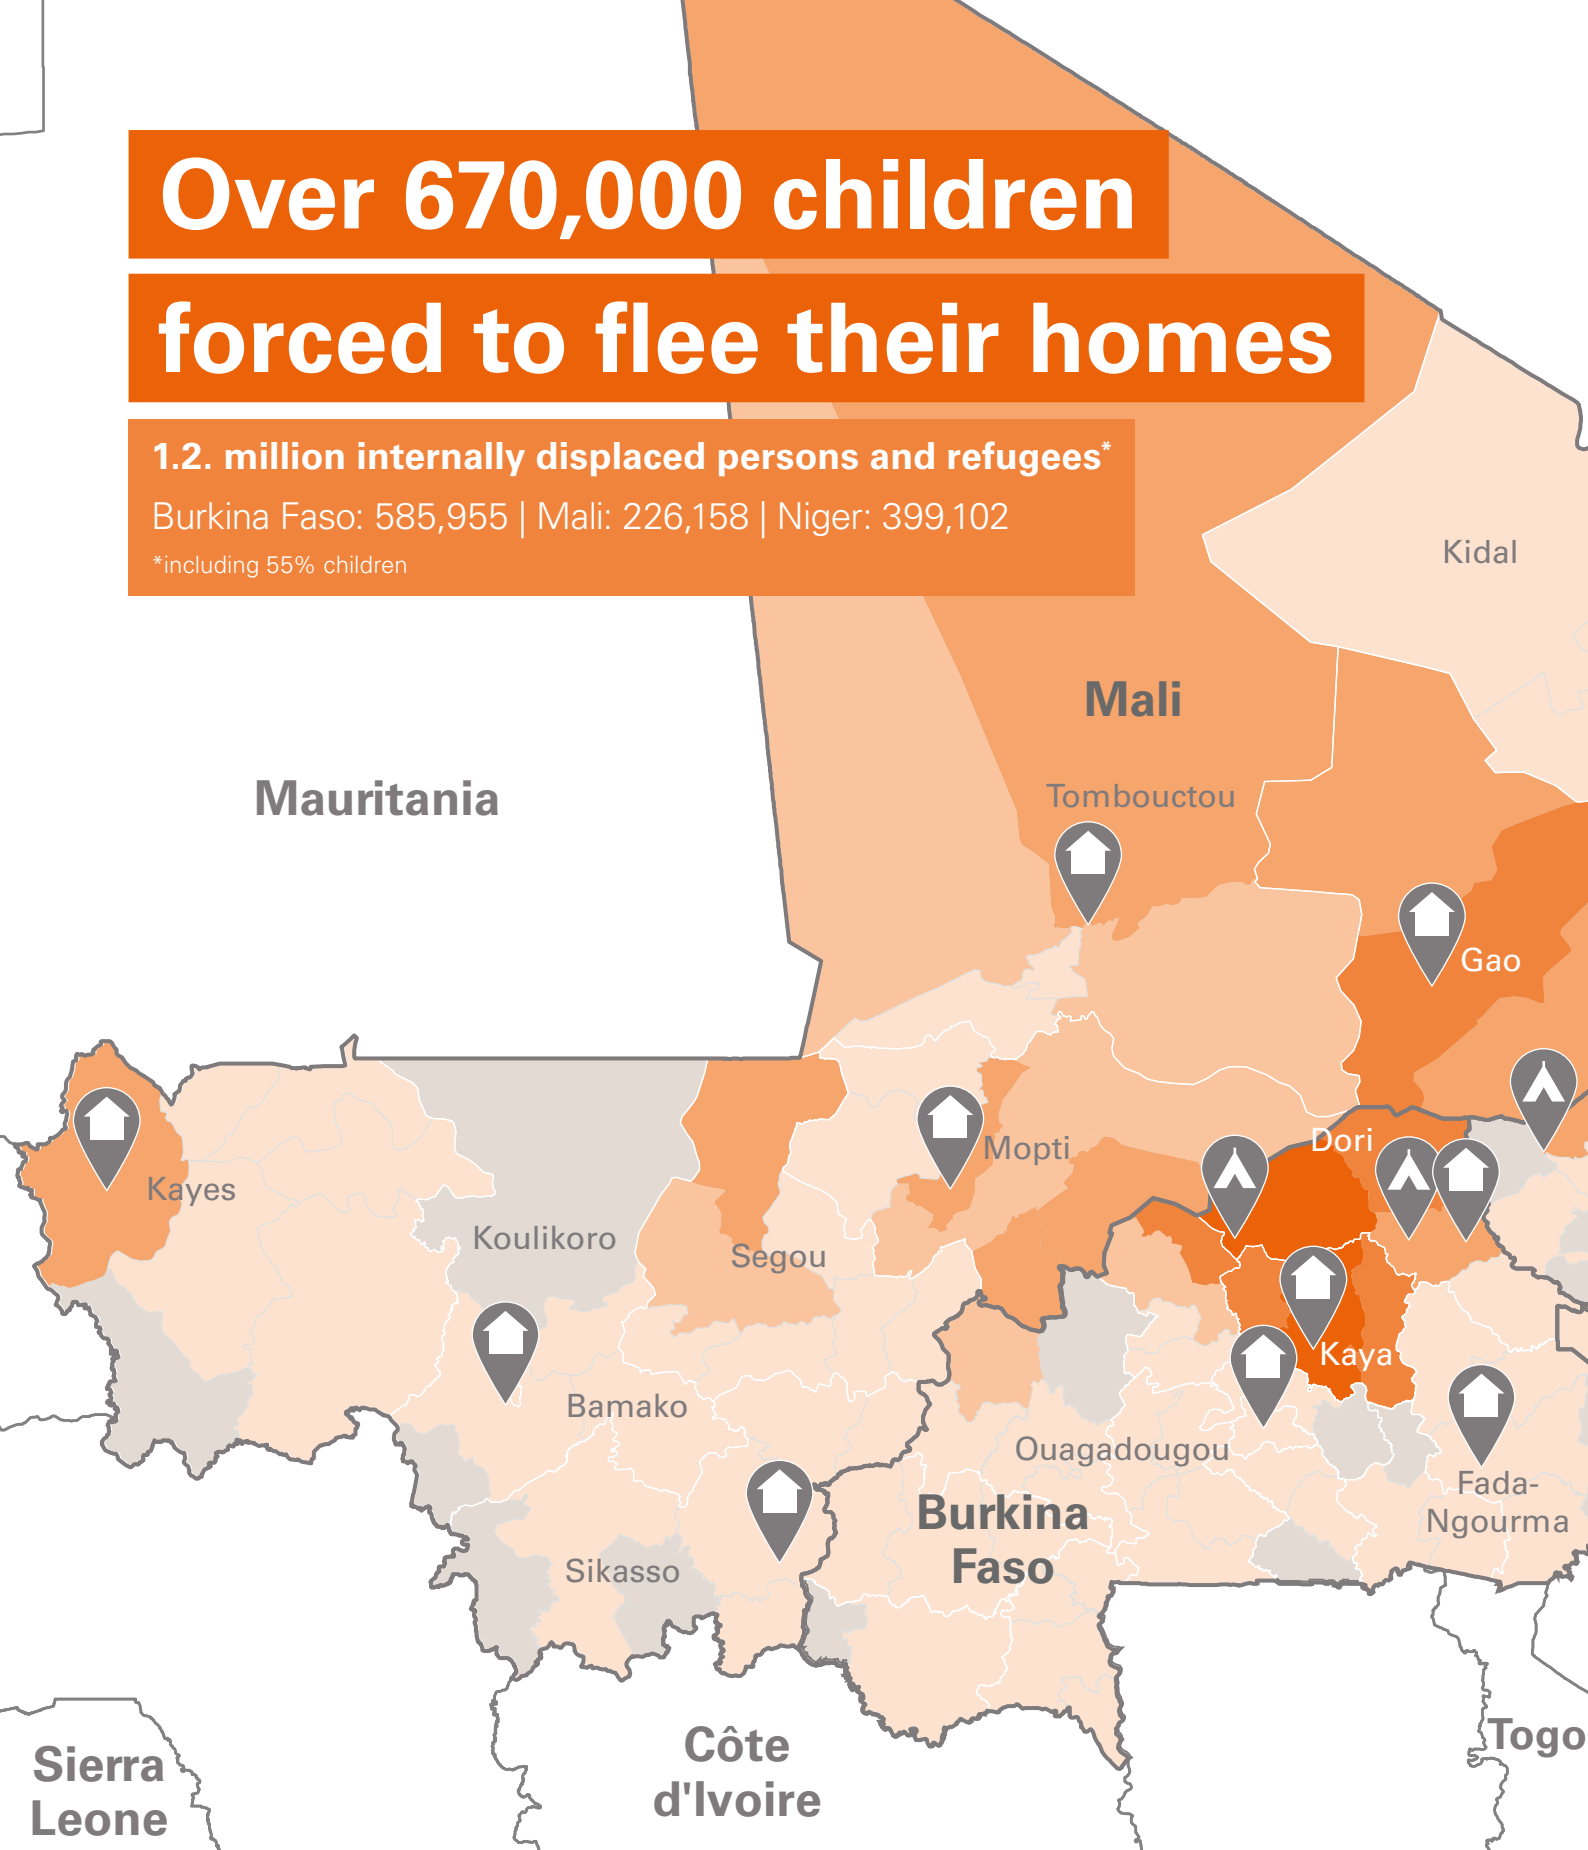 Over 670,000 children
forced to flee their homes
1.2. million internally displaced persons and refugees*
Burkina Faso: 585,955 | Mali: 226,158 | Niger: 399,102
*including 55% children
Kidal
Mali
Mauritania
Tombouctou
Gao
Dori
Mopti
Kayes
Koulikoro
Segou
Kaya
Bamako
Ouagadougou
Fada-
Ngourma
Burkina
Faso
Sikasso
Togo
Côte
d'Ivoire
Sierra
Leone